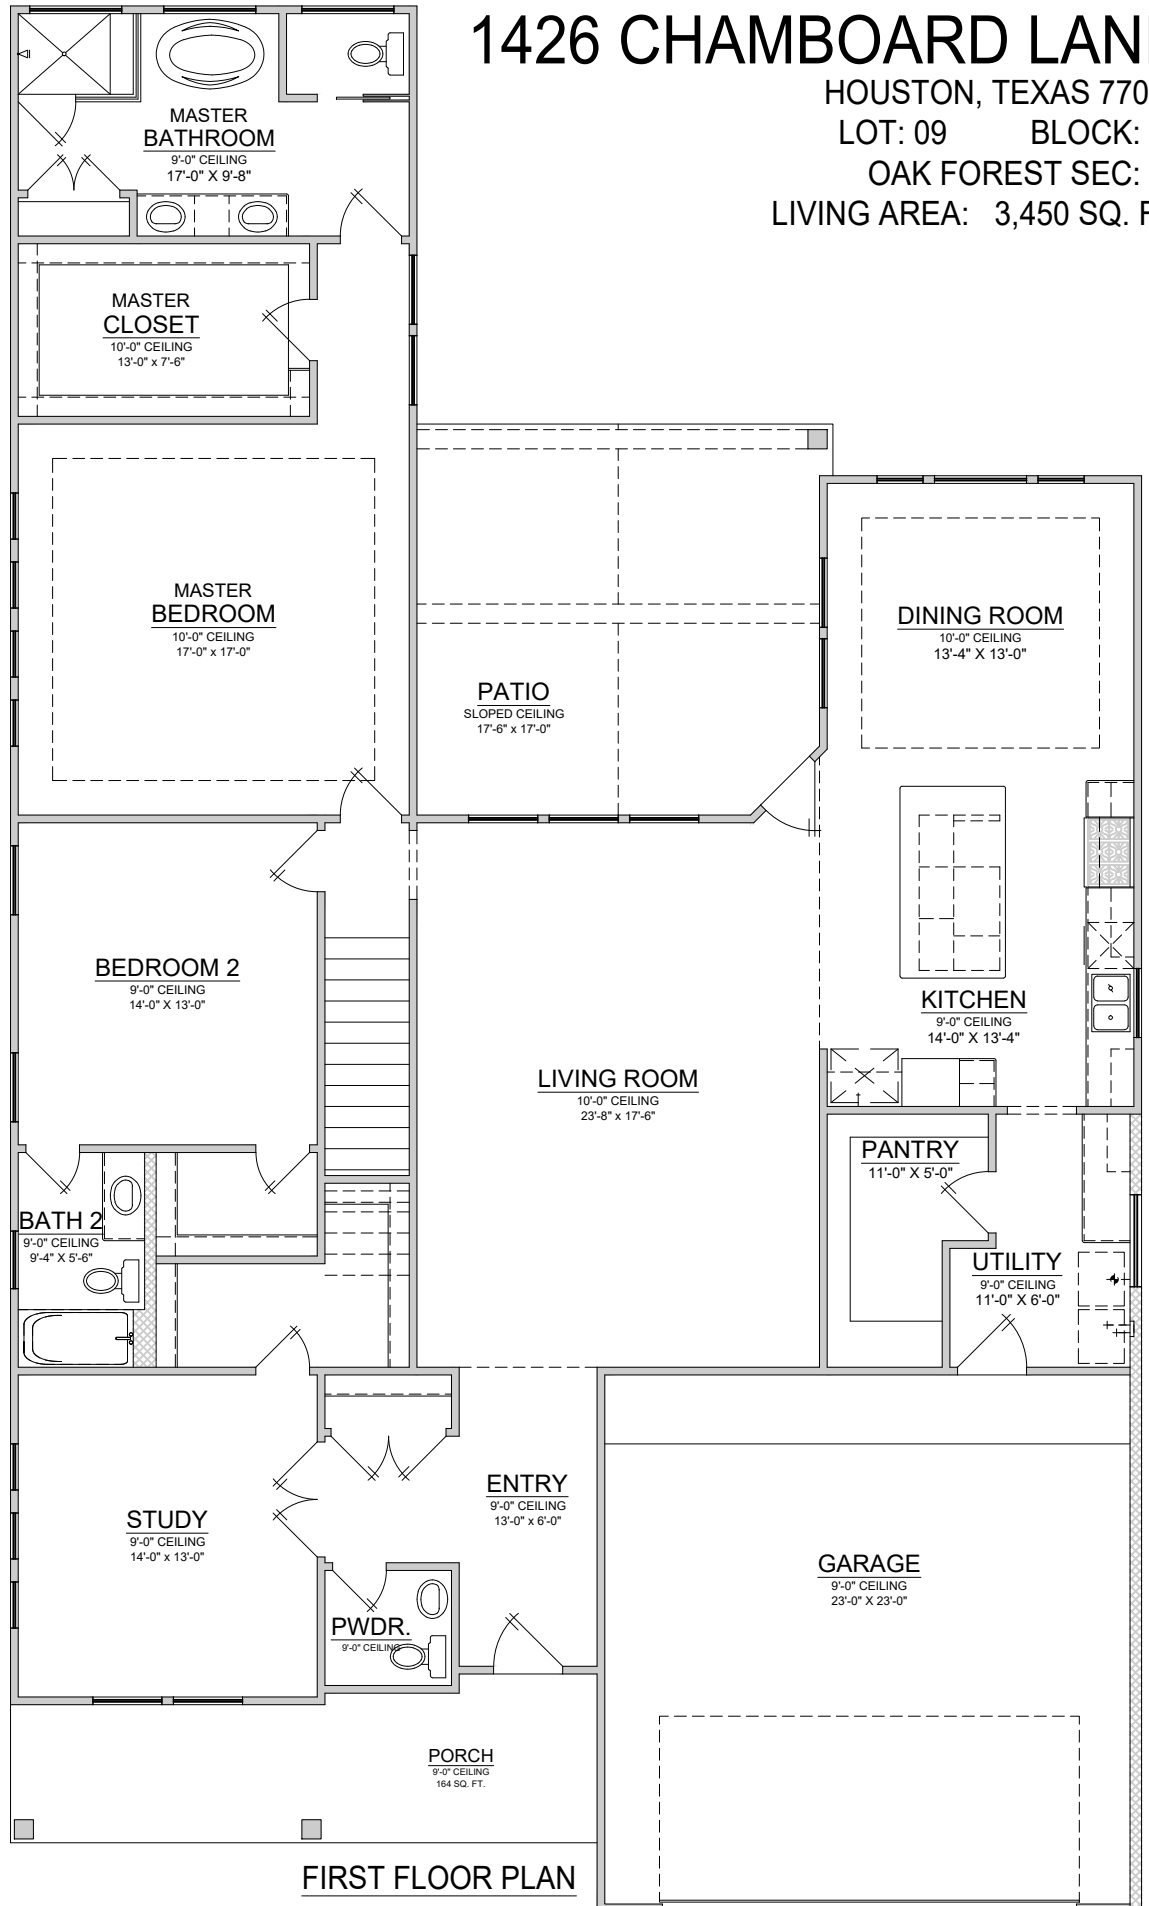 1426 CHAMBOARD
HOUSTON, TEXAS
LOT: 09 BLOCK:
OAK FOREST SEC:
LIVING AREA: 3,450 SQ.
MASTER
BATHROOM
9'-0" CEILING
17'-0" X 9'-8"
MASTER
CLOSET
10'-0" CEILING
13'-0" x 7'-6"
MASTER
BEDROOM
10'-0" CEILING
17'-0" x 17'-0"
DINING ROOM
10'-0" CEILING
13'-4" X 13'-0"
PATIO
SLOPED CEILING
17'-6" x 17'-0"
BEDROOM 2
9'-0" CEILING
14'-0" X 13'-0"
KITCHEN
9'-0" CEILING
14'-0" X 13'-4"
LIVING ROOM
10'-0" CEILING
23'-8" x 17'-6"
PANTRY
11'-0" X 5'-0"
BATH 2
9'-0" CEILING
9'-4" X 5'-6"
UTILITY
9'-0" CEILING
11'-0" X 6'-0"
STUDY
9'-0" CEILING
14'-0" x 13'-0"
ENTRY
9'-0" CEILING
13'-0" x 6'-0"
GARAGE
9'-0" CEILING
23'-0" X 23'-0"
PWDR.
9'-0" CEILING
PORCH
9'-0" CEILING
164 SQ. FT.
FIRST FLOOR PLAN